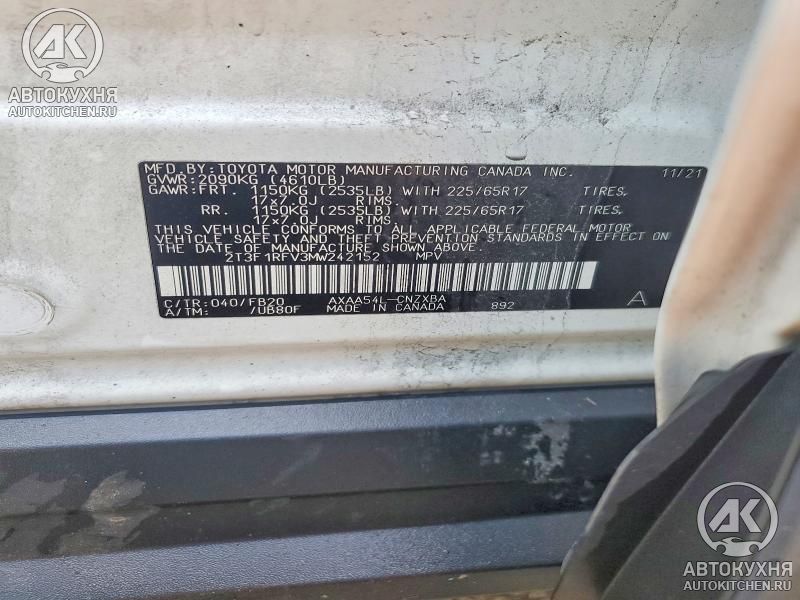 АК
АВТОКУХНЯ
AUTOKITCHEN.RU
MFD.BY:TOYOTA MOTOR MANUFACTURING CANADA INC. 11/21
GVWR:2090KG (4610LB)
GAWR:FRT. 1150KG (2535LB) WITH 225/65R17 TIRES,
17x7.0J RIMS.
RR. 1150KG (2535LB) WITH 225/65R17 TIRES,
17x7.0J RIMS.
THIS VEHICLE CONFORMS TO ALL APPLICABLE FEDERAL MOTOR
VEHICLE SAFETY AND THEFT PREVENTION STANDARDS IN EFFECT ON
THE DATE OF MANUFACTURE SHOWN ABOVE.
2T3F1RFV3MW242152 MPV
C/TR:040/FB20 AXAA54L-CNZXBA
A/TM: /UB80F MADE IN CANADA 892 A
АК
АВТОКУХНЯ
AUTOKITCHEN.RU